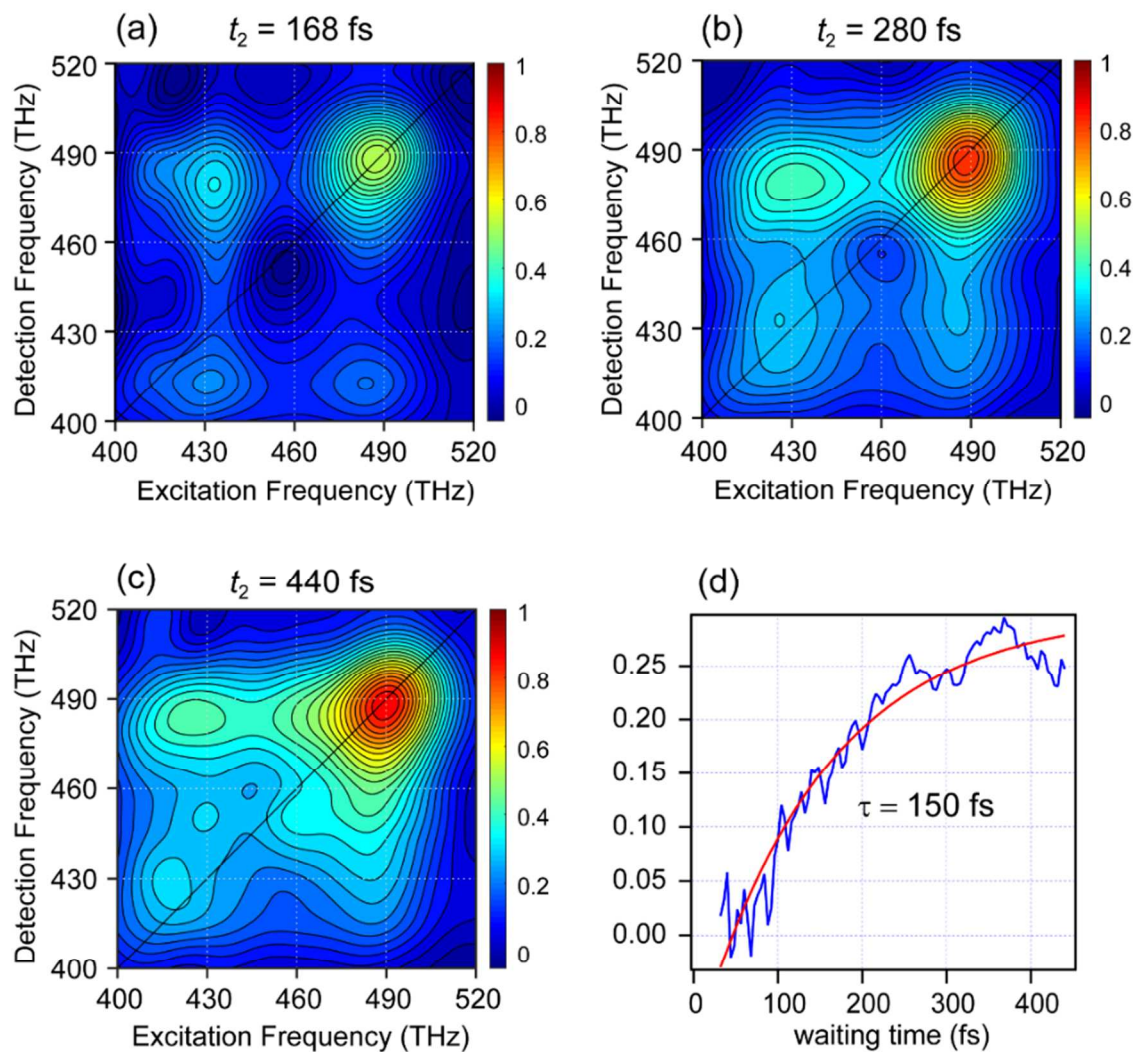 (a) t₂ = 168 fs
520
490
460
430
400
400 430 460 490 520
Detection Frequency (THz)
Excitation Frequency (THz)
1
0.8
0.6
0.4
0.2
0
(b) t₂ = 280 fs
520
490
460
430
400
400 430 460 490 520
Detection Frequency (THz)
Excitation Frequency (THz)
1
0.8
0.6
0.4
0.2
0
(c) t₂ = 440 fs
520
490
460
430
400
400 430 460 490 520
Detection Frequency (THz)
Excitation Frequency (THz)
1
0.8
0.6
0.4
0.2
0
(d)
0.25
0.20
0.15
0.10
0.05
0.00
τ = 150 fs
0 100 200 300 400
waiting time (fs)